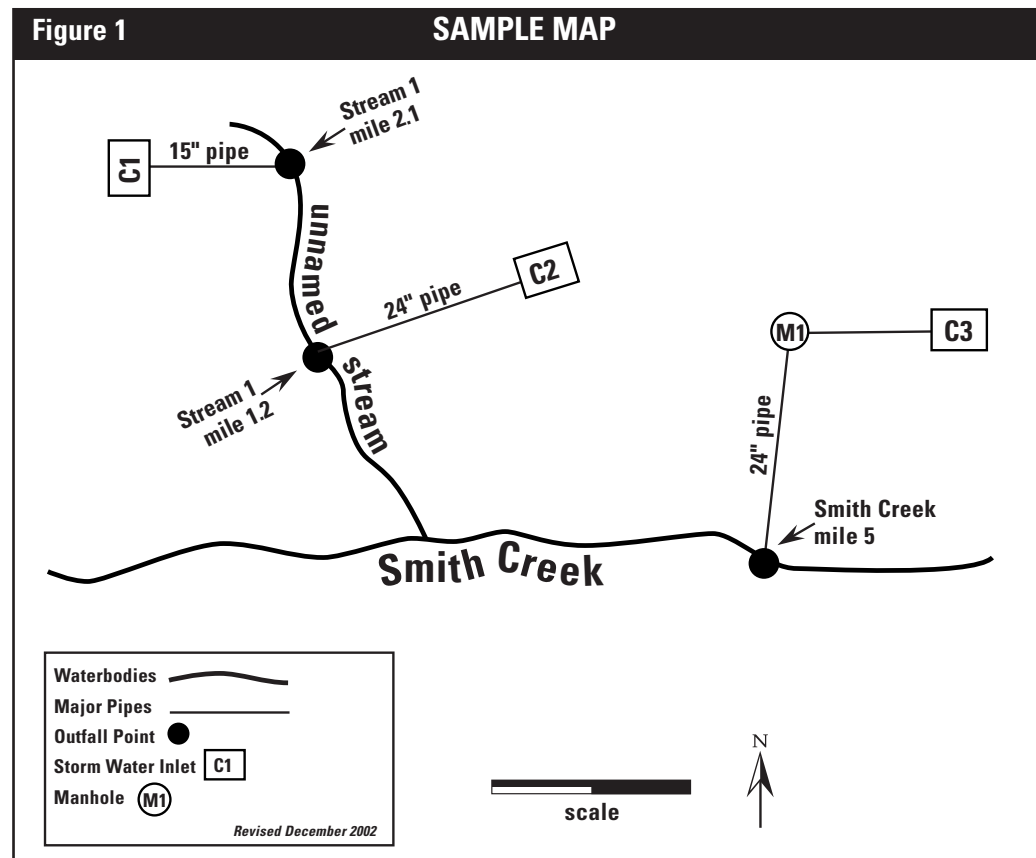 Figure 1
SAMPLE MAP
Stream 1
mile 2.1
15" pipe
C1
unnamed stream
C2
24" pipe
M1
C3
Stream 1
mile 1.2
24" pipe
Smith Creek
mile 5
Smith Creek
Waterbodies
Major Pipes
Outfall Point
Storm Water Inlet C1
Manhole M1
Revised December 2002
scale
N